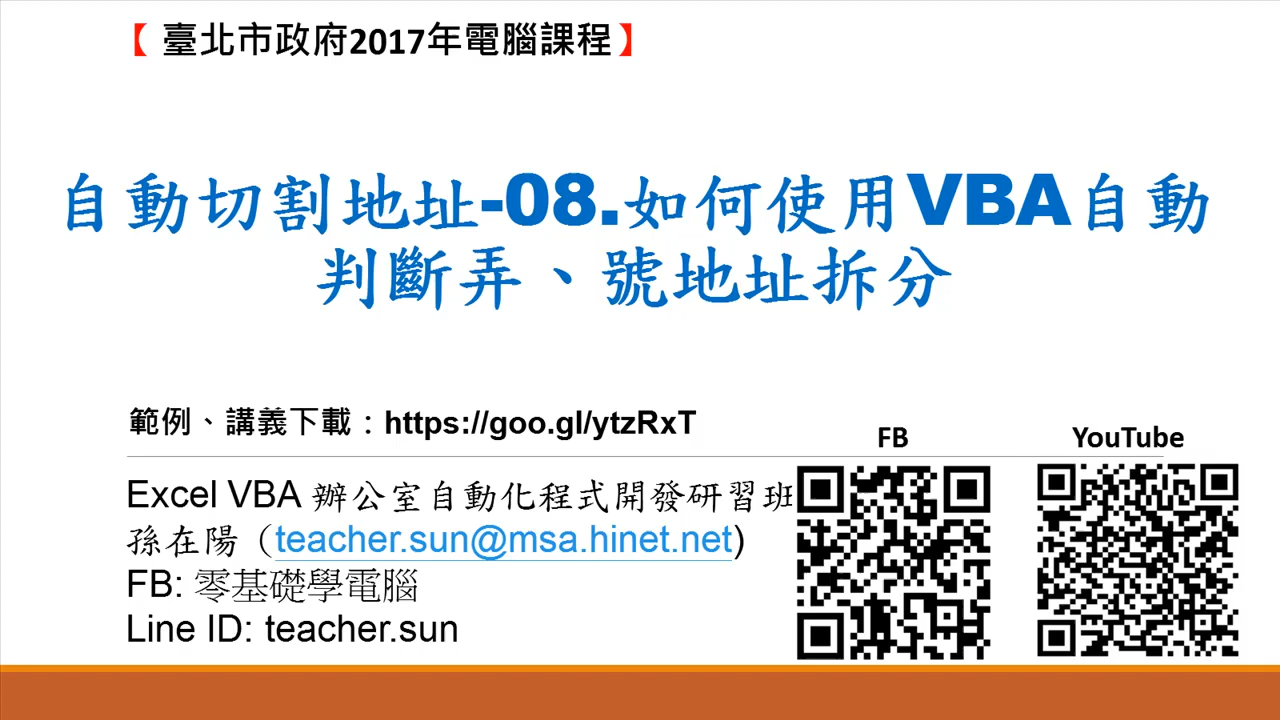 【臺北市政府2017年電腦課程】
自動切割地址-08.如何使用VBA自動
判斷弄、號地址拆分
範例、講義下載：https://goo.gl/ytzRxT
FB
YouTube
Excel VBA 辦公室自動化程式開發研習班
孫在陽（teacher.sun@msa.hinet.net)
FB: 零基礎學電腦
Line ID: teacher.sun